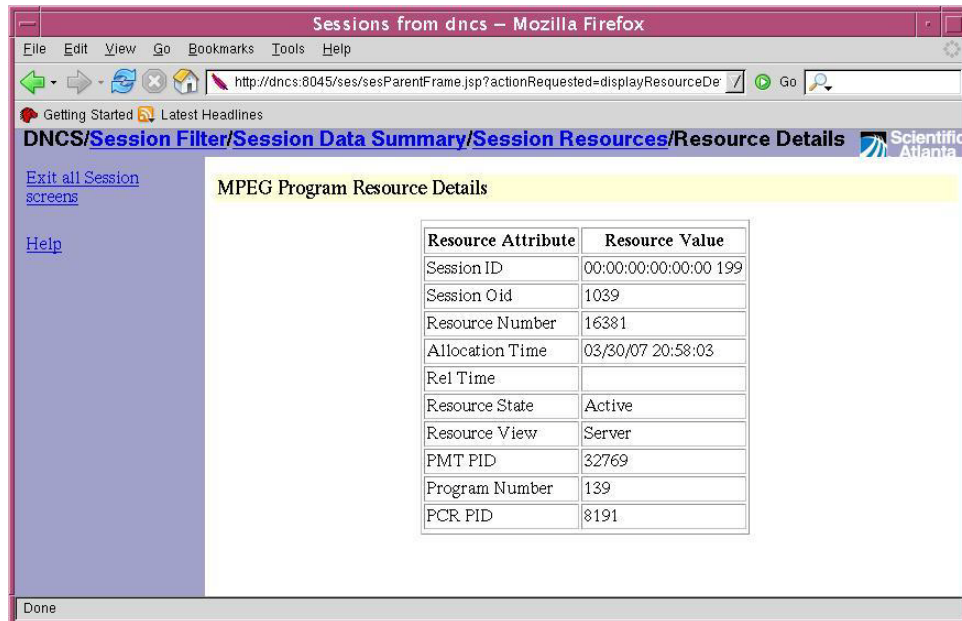 Sessions from dncs – Mozilla Firefox
File Edit View Go Bookmarks Tools Help
http://dncs:8045/ses/sesParentFrame.jsp?actionRequested=displayResourceDe Go
Getting Started Latest Headlines
DNCS/Session Filter/Session Data Summary/Session Resources/Resource Details
Scientific
Atlanta
Exit all Session
screens
Help
MPEG Program Resource Details
Resource Attribute Resource Value
Session ID 00:00:00:00:00:00 199
Session Oid 1039
Resource Number 16381
Allocation Time 03/30/07 20:58:03
Rel Time
Resource State Active
Resource View Server
PMT PID 32769
Program Number 139
PCR PID 8191
Done